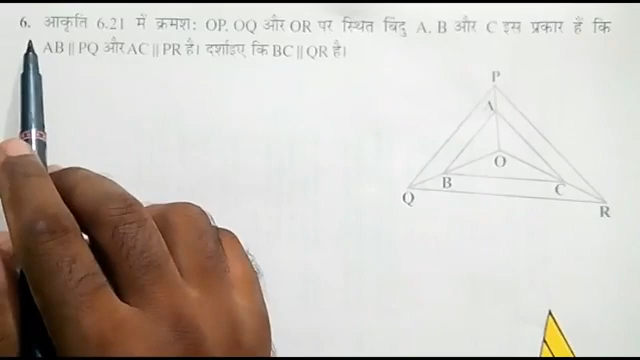 6. आकृति 6.21 में क्रमश: OP, OQ और OR पर स्थित बिंदु A, B और C इस प्रकार हैं कि
AB || PQ और AC || PR है। दर्शाइए कि BC || QR है।
P
A
O
B
C
Q
R